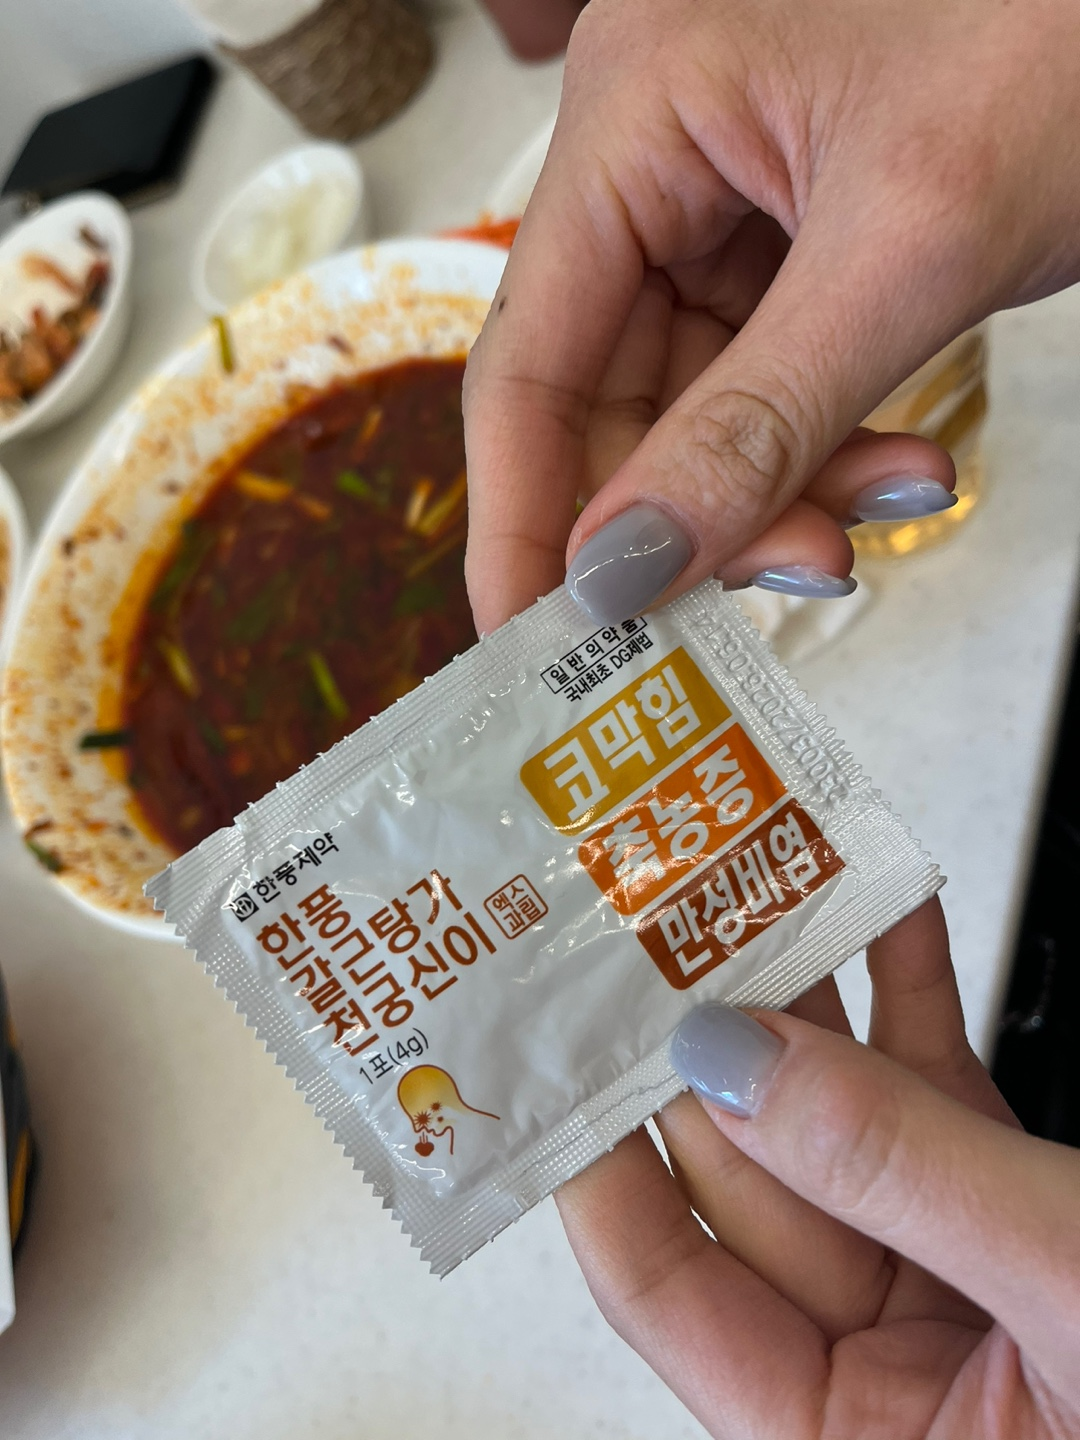 일반의약품
국내최초 DG제법
코막힘
축농증
만성비염
한풍제약
한풍
갈근탕가
천궁신이
엑스
과립
1포(4g)